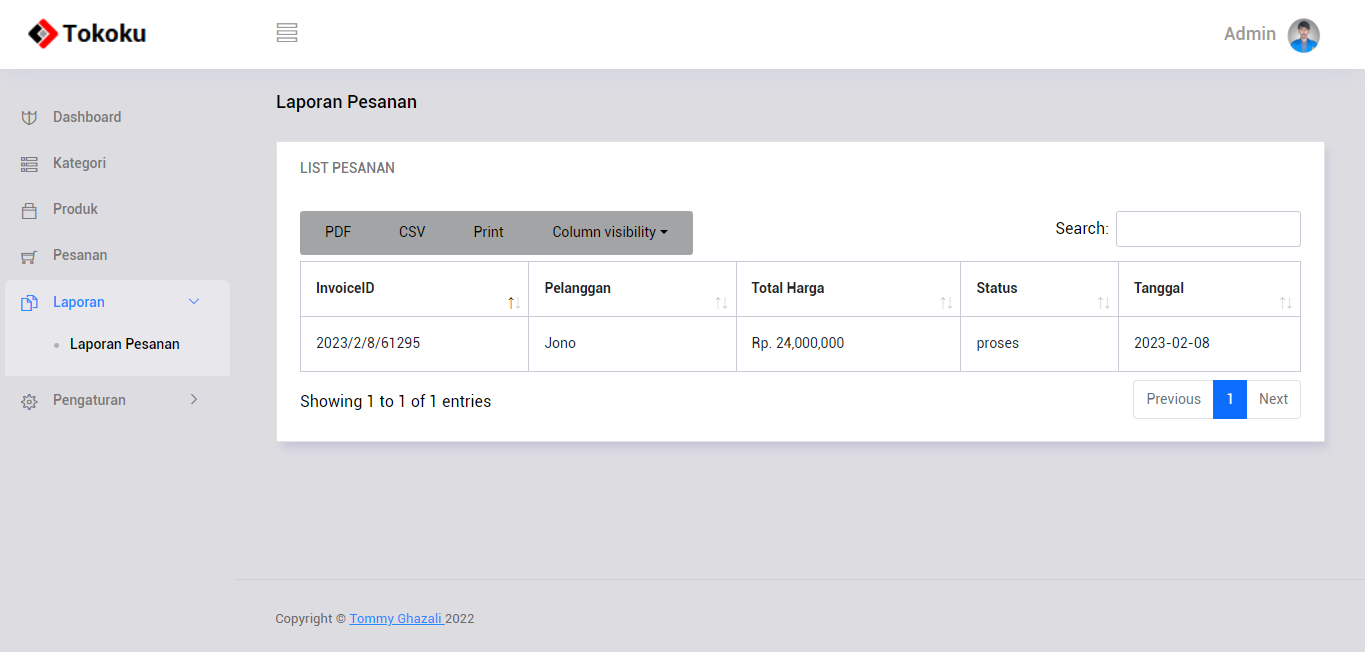 Tokoku
Admin
Dashboard
Kategori
Produk
Pesanan
Laporan
Laporan Pesanan
Pengaturan
Laporan Pesanan
LIST PESANAN
PDF CSV Print Column visibility
Search:
InvoiceID Pelanggan Total Harga Status Tanggal
2023/2/8/61295 Jono Rp. 24,000,000 proses 2023-02-08
Showing 1 to 1 of 1 entries
Previous 1 Next
Copyright © Tommy Ghazali 2022